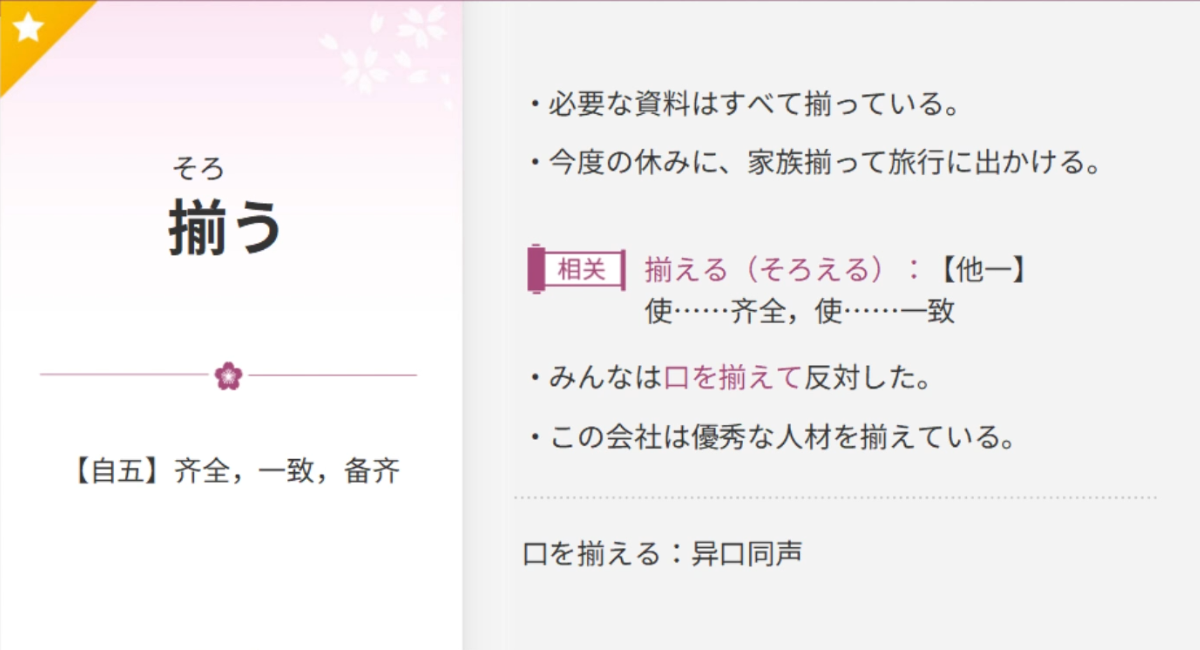 そろ
揃う
【自五】齐全，一致，备齐
・必要な資料はすべて揃っている。
・今度の休みに、家族揃って旅行に出かける。
相关 揃える（そろえる）：【他一】
使……齐全，使……一致
・みんなは口を揃えて反対した。
・この会社は優秀な人材を揃えている。
口を揃える：异口同声